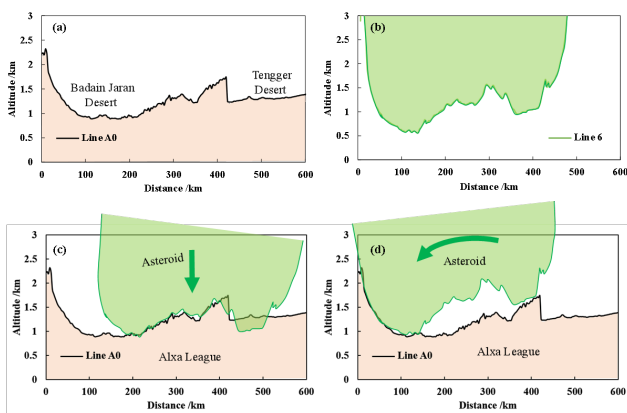 (a)
Altitude /km
3
2.5
2
1.5
1
0.5
0
Badain Jaran
Desert
Tengger
Desert
Line A0
0 100 200 300 400 500 600
Distance /km
(b)
Altitude /km
3
2.5
2
1.5
1
0.5
0
Line 6
0 100 200 300 400 500 600
Distance /km
(c)
Altitude /km
3
2.5
2
1.5
1
0.5
0
Asteroid
Line A0
Alxa League
0 100 200 300 400 500 600
Distance /km
(d)
Altitude /km
3
2.5
2
1.5
1
0.5
0
Asteroid
Line A0
Alxa League
0 100 200 300 400 500 600
Distance /km